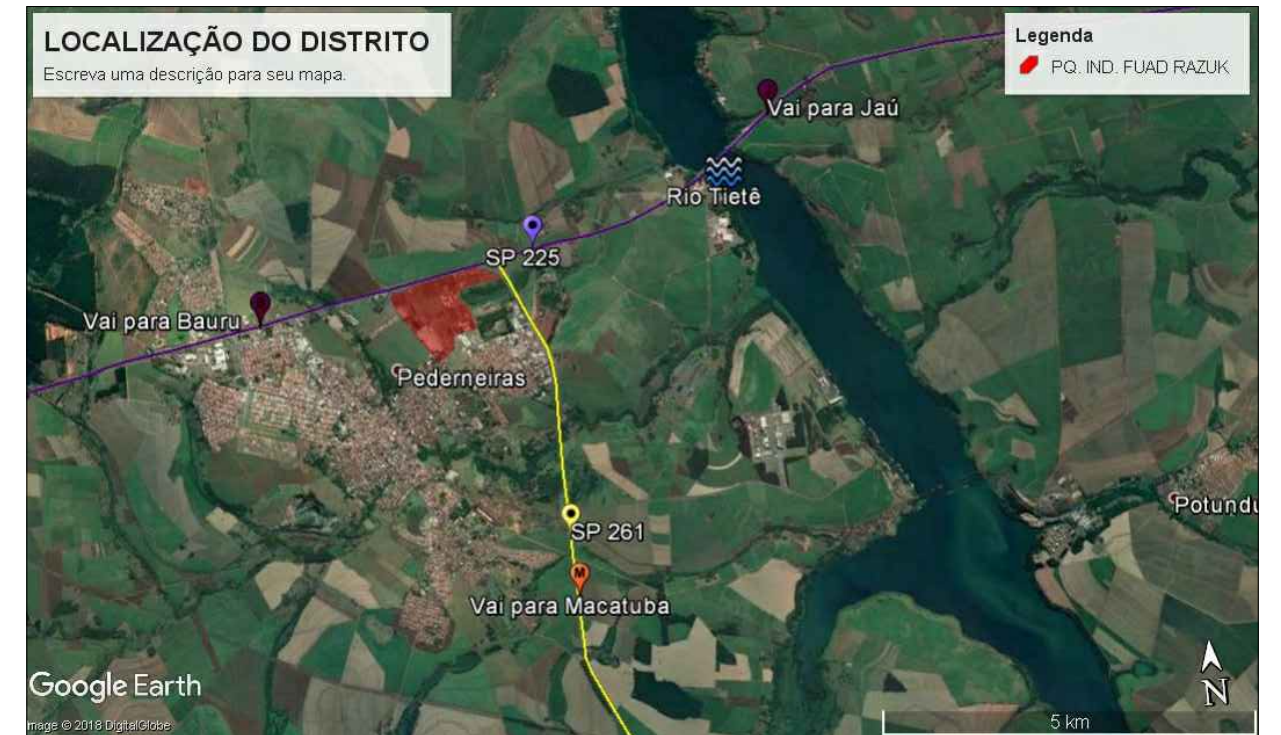 LOCALIZAÇÃO DO DISTRITO
Escreva uma descrição para seu mapa.
Legenda
PQ. IND. FUAD RAZUK
Vai para Jaú
Rio Tietê
SP 225
Vai para Bauru
Pederneiras
Potundu
SP 261
M
Vai para Macatuba
Google Earth
N
Image © 2018 DigitalGlobe
5 km